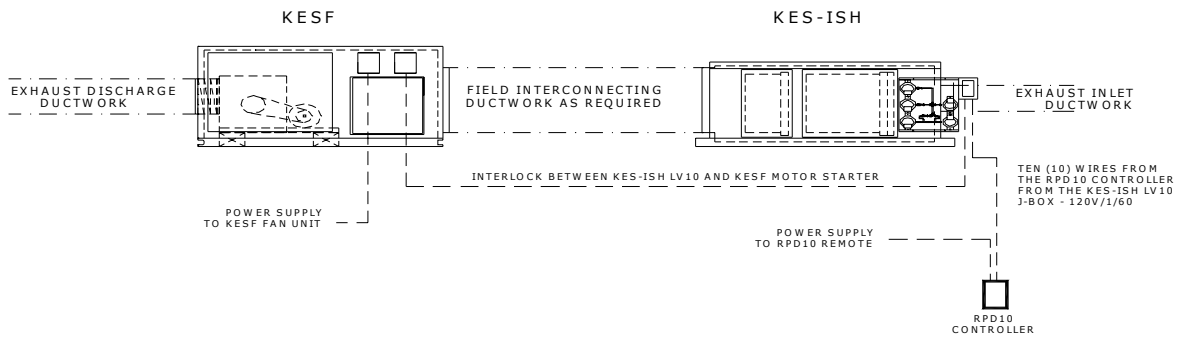 KESF
KES-ISH
EXHAUST DISCHARGE
DUCTWORK
FIELD INTERCONNECTING
DUCTWORK AS REQUIRED
EXHAUST INLET
DUCTWORK
INTERLOCK BETWEEN KES-ISH LV10 AND KESF MOTOR STARTER
TEN (10) WIRES FROM
THE RPD10 CONTROLLER
FROM THE KES-ISH LV10
J-BOX - 120V/1/60
POWER SUPPLY
TO KESF FAN UNIT
POWER SUPPLY
TO RPD10 REMOTE
RPD10
CONTROLLER